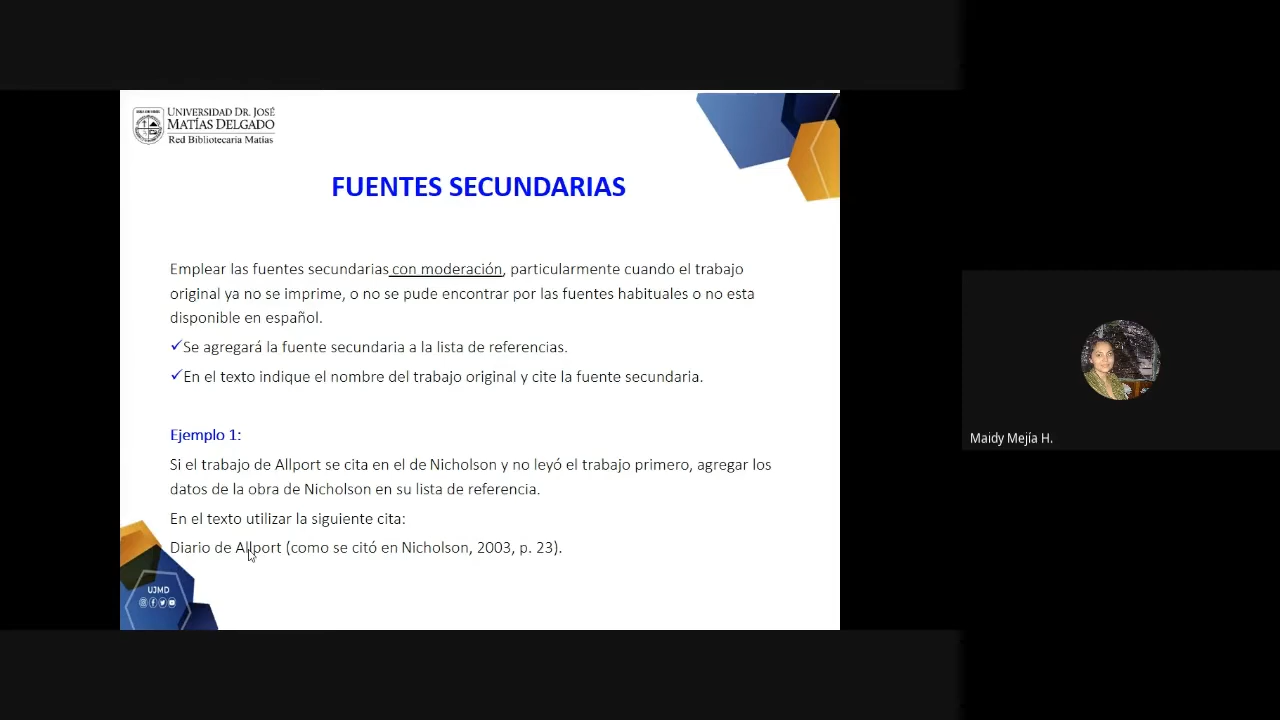 UNIVERSIDAD DR. JOSÉ
MATÍAS DELGADO
Red Bibliotecaria Matías
FUENTES SECUNDARIAS
Emplear las fuentes secundarias con moderación, particularmente cuando el trabajo
original ya no se imprime, o no se pude encontrar por las fuentes habituales o no esta
disponible en español.
✓Se agregará la fuente secundaria a la lista de referencias.
✓En el texto indique el nombre del trabajo original y cite la fuente secundaria.
Ejemplo 1:
Si el trabajo de Allport se cita en el de Nicholson y no leyó el trabajo primero, agregar los
datos de la obra de Nicholson en su lista de referencia.
En el texto utilizar la siguiente cita:
Diario de Allport (como se citó en Nicholson, 2003, p. 23).
UJMD
Maidy Mejía H.